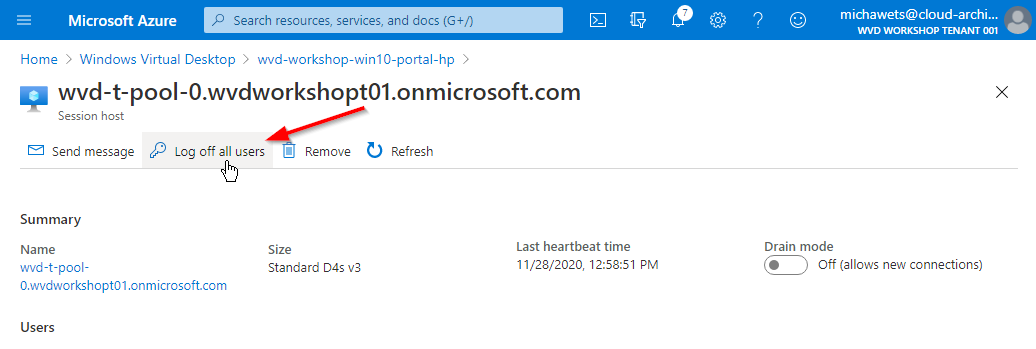 Microsoft Azure
Search resources, services, and docs (G+/)
7
?
michawets@cloud-archi...
WVD WORKSHOP TENANT 001
Home > Windows Virtual Desktop > wvd-workshop-win10-portal-hp >
wvd-t-pool-0.wvdworkshopt01.onmicrosoft.com
Session host
Send message
Log off all users
Remove
Refresh
Summary
Name
wvd-t-pool-
0.wvdworkshopt01.onmicrosoft.com
Size
Standard D4s v3
Last heartbeat time
11/28/2020, 12:58:51 PM
Drain mode
Off (allows new connections)
Users